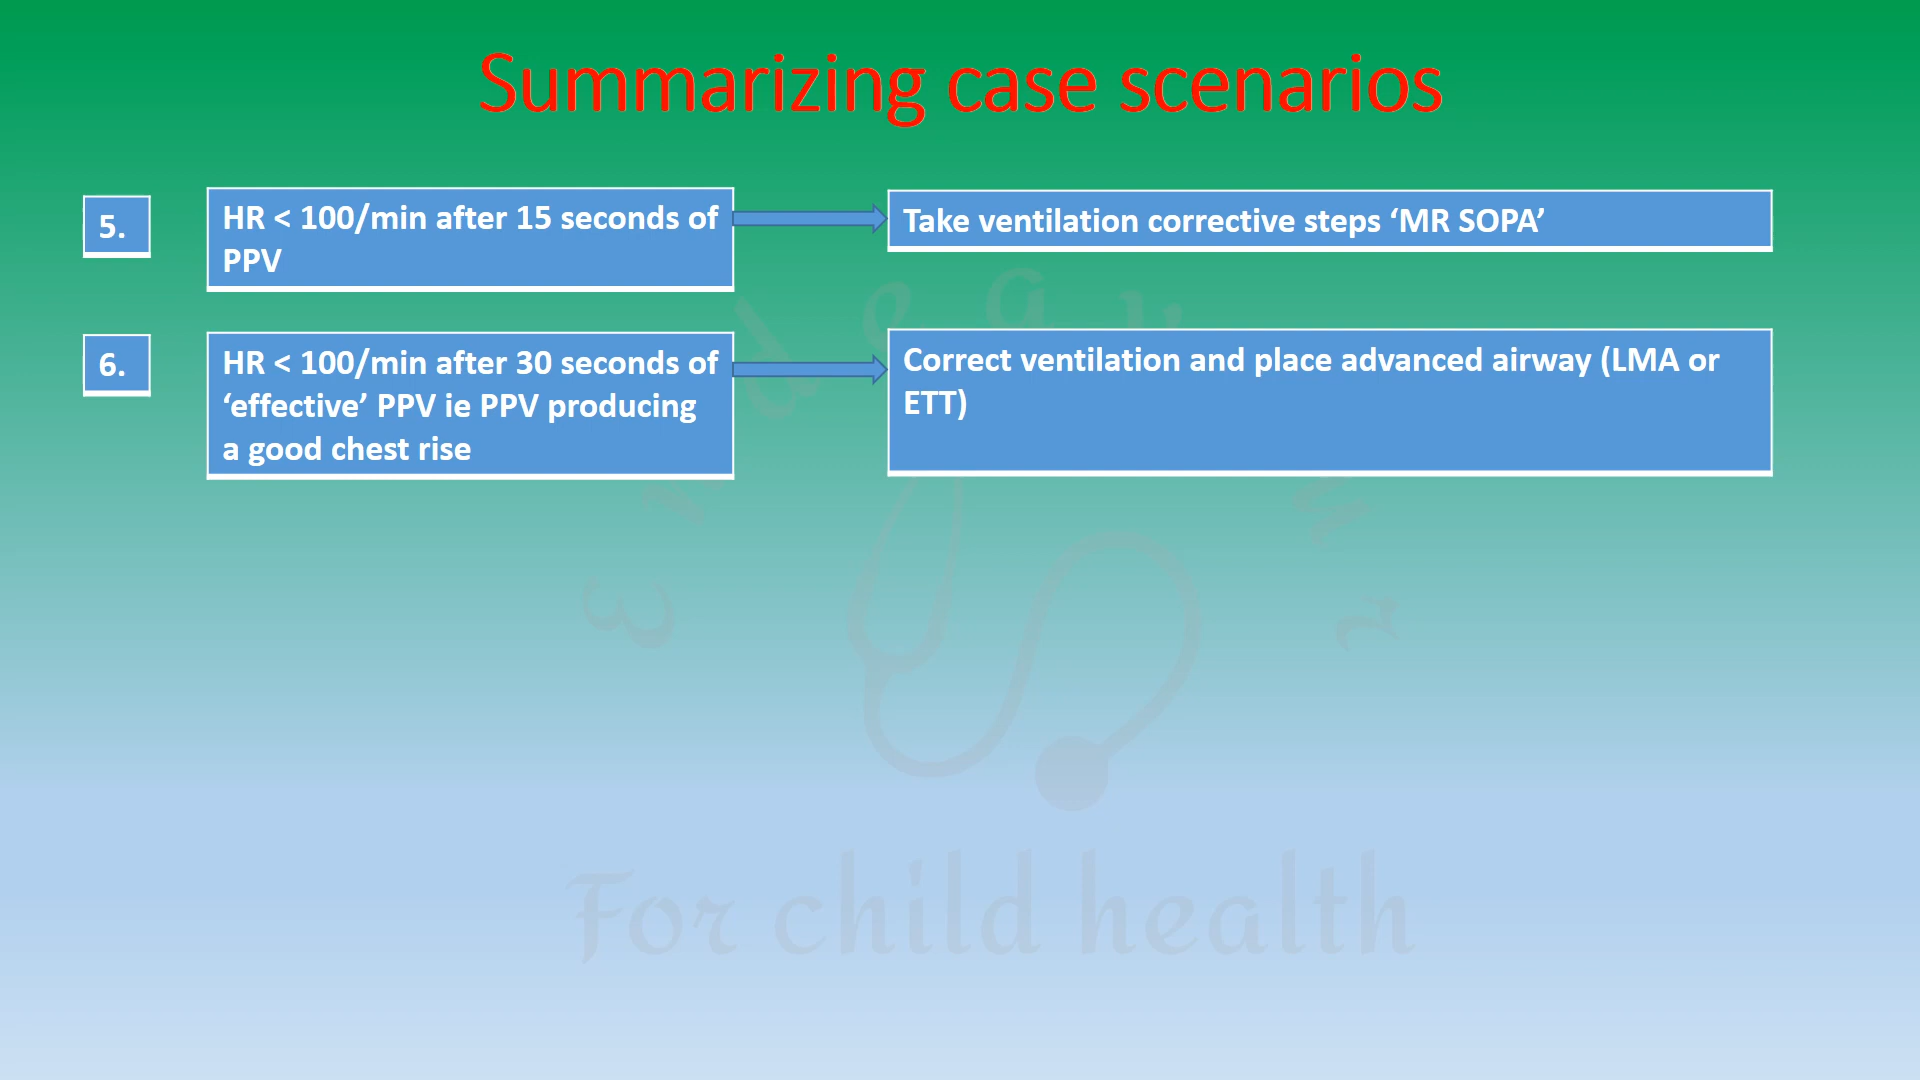 Summarizing case scenarios
5.
HR < 100/min after 15 seconds of
PPV
Take ventilation corrective steps ‘MR SOPA’
6.
HR < 100/min after 30 seconds of
‘effective’ PPV ie PPV producing
a good chest rise
Correct ventilation and place advanced airway (LMA or
ETT)
For child health